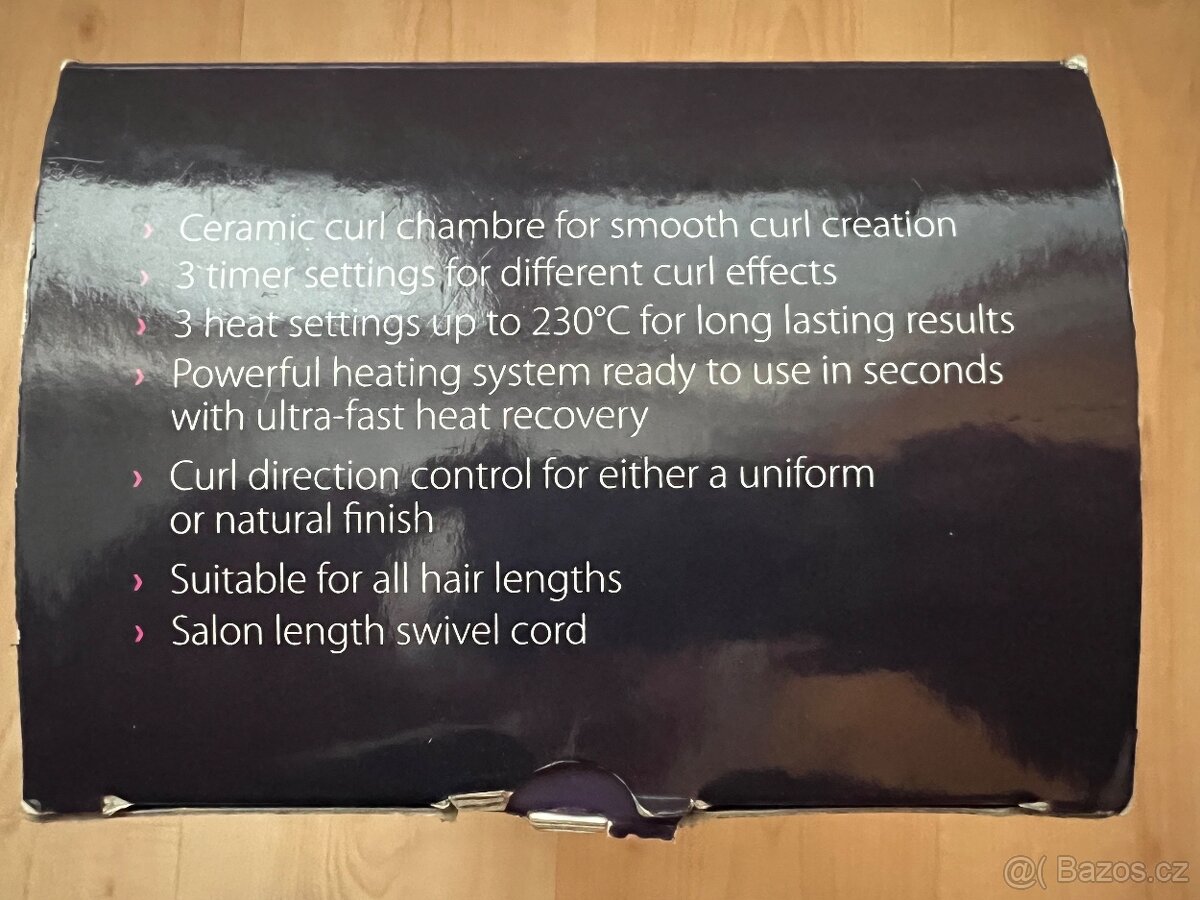 › Ceramic curl chambre for smooth curl creation
› 3 timer settings for different curl effects
› 3 heat settings up to 230°C for long lasting results
› Powerful heating system ready to use in seconds
with ultra-fast heat recovery
› Curl direction control for either a uniform
or natural finish
› Suitable for all hair lengths
› Salon length swivel cord
@( Bazos.cz